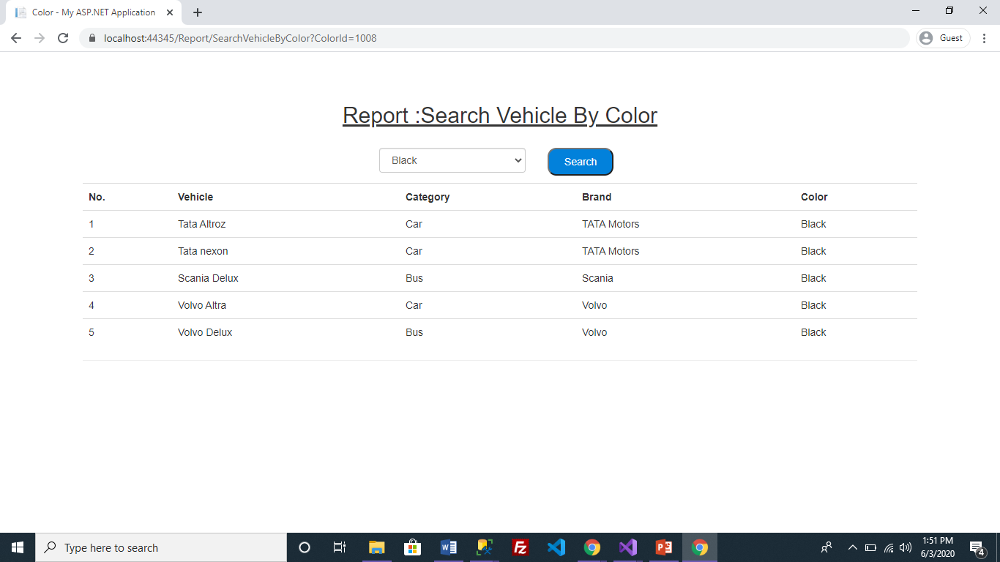 Color - My ASP.NET Application
localhost:44345/Report/SearchVehicleByColor?ColorId=1008
Guest
Report :Search Vehicle By Color
Black
Search
No. Vehicle Category Brand Color
1 Tata Altroz Car TATA Motors Black
2 Tata nexon Car TATA Motors Black
3 Scania Delux Bus Scania Black
4 Volvo Altra Car Volvo Black
5 Volvo Delux Bus Volvo Black
Type here to search
W
Fz
P
1:51 PM
6/3/2020
4